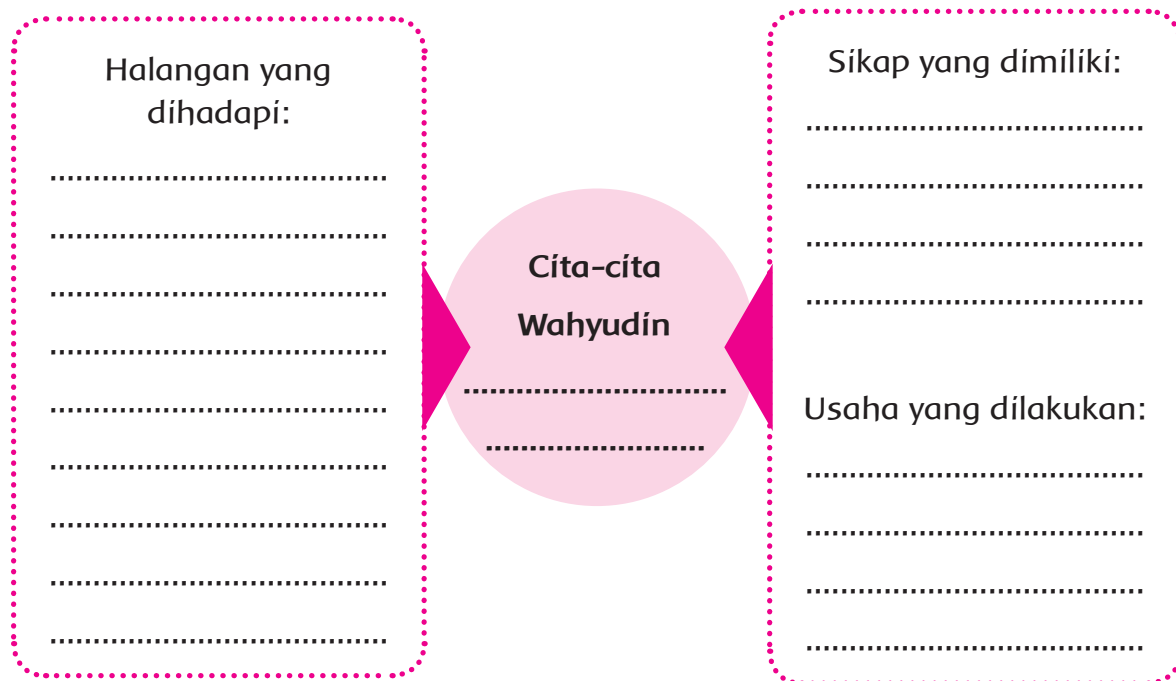 Halangan yang
dihadapi:
Cita-cita
Wahyudin
Sikap yang dimiliki:
Usaha yang dilakukan: